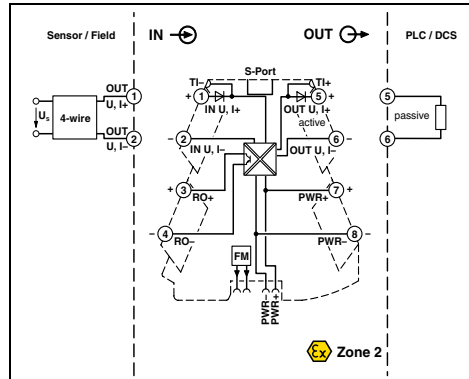 Sensor / Field
IN
OUT
PLC / DCS
S-Port
TI–
TI+
OUT
U, I+
1
+
1
IN U, I+
5
+
OUT U, I+
active
5
Us
4-wire
OUT
U, I–
2
–
2
IN U, I–
6
–
OUT U, I–
passive
6
+
3
RO+
7
+
PWR+
–
4
RO–
8
–
PWR–
FM
PWR–
PWR+
Ex
Zone 2